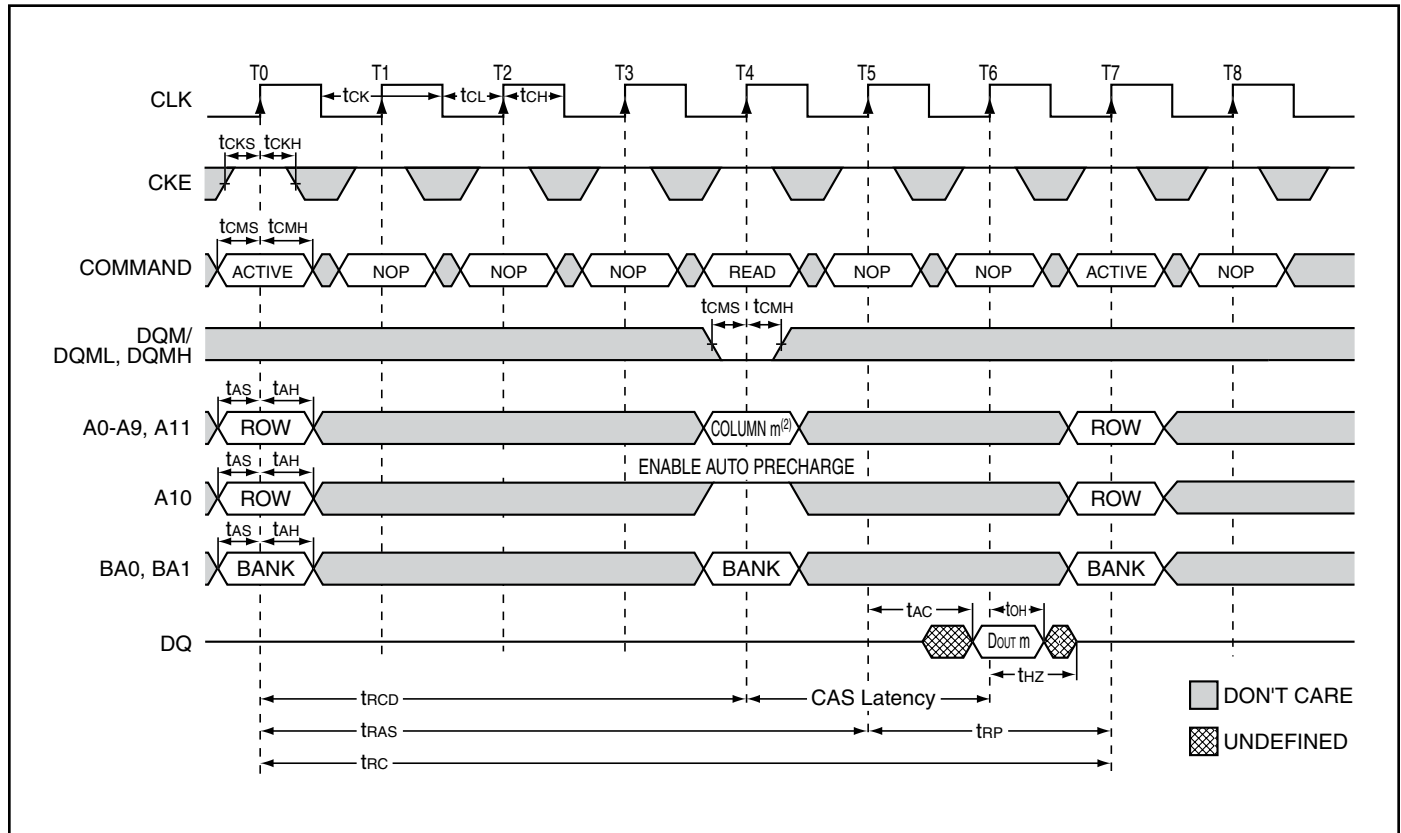 T0 T1 T2 T3 T4 T5 T6 T7 T8
CLK
tCK tCL tCH
tCKS tCKH
CKE
tCMS tCMH
COMMAND ACTIVE NOP NOP NOP READ NOP NOP ACTIVE NOP
tCMS tCMH
DQM/
DQML, DQMH
tAS tAH
A0-A9, A11 ROW COLUMN m(2) ROW
tAS tAH
ENABLE AUTO PRECHARGE
A10 ROW ROW
tAS tAH
BA0, BA1 BANK BANK BANK
tAC tOH
DQ DOUT m
tHZ
tRCD CAS Latency
DON'T CARE
tRAS tRP
UNDEFINED
tRC